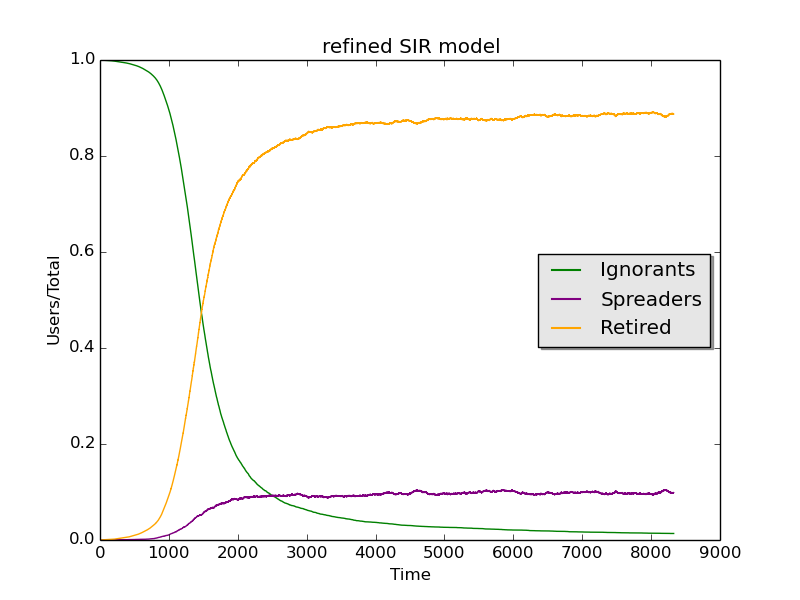 refined SIR model
1.0
0.8
0.6
0.4
0.2
0.0
Users/Total
Ignorants
Spreaders
Retired
0 1000 2000 3000 4000 5000 6000 7000 8000 9000
Time